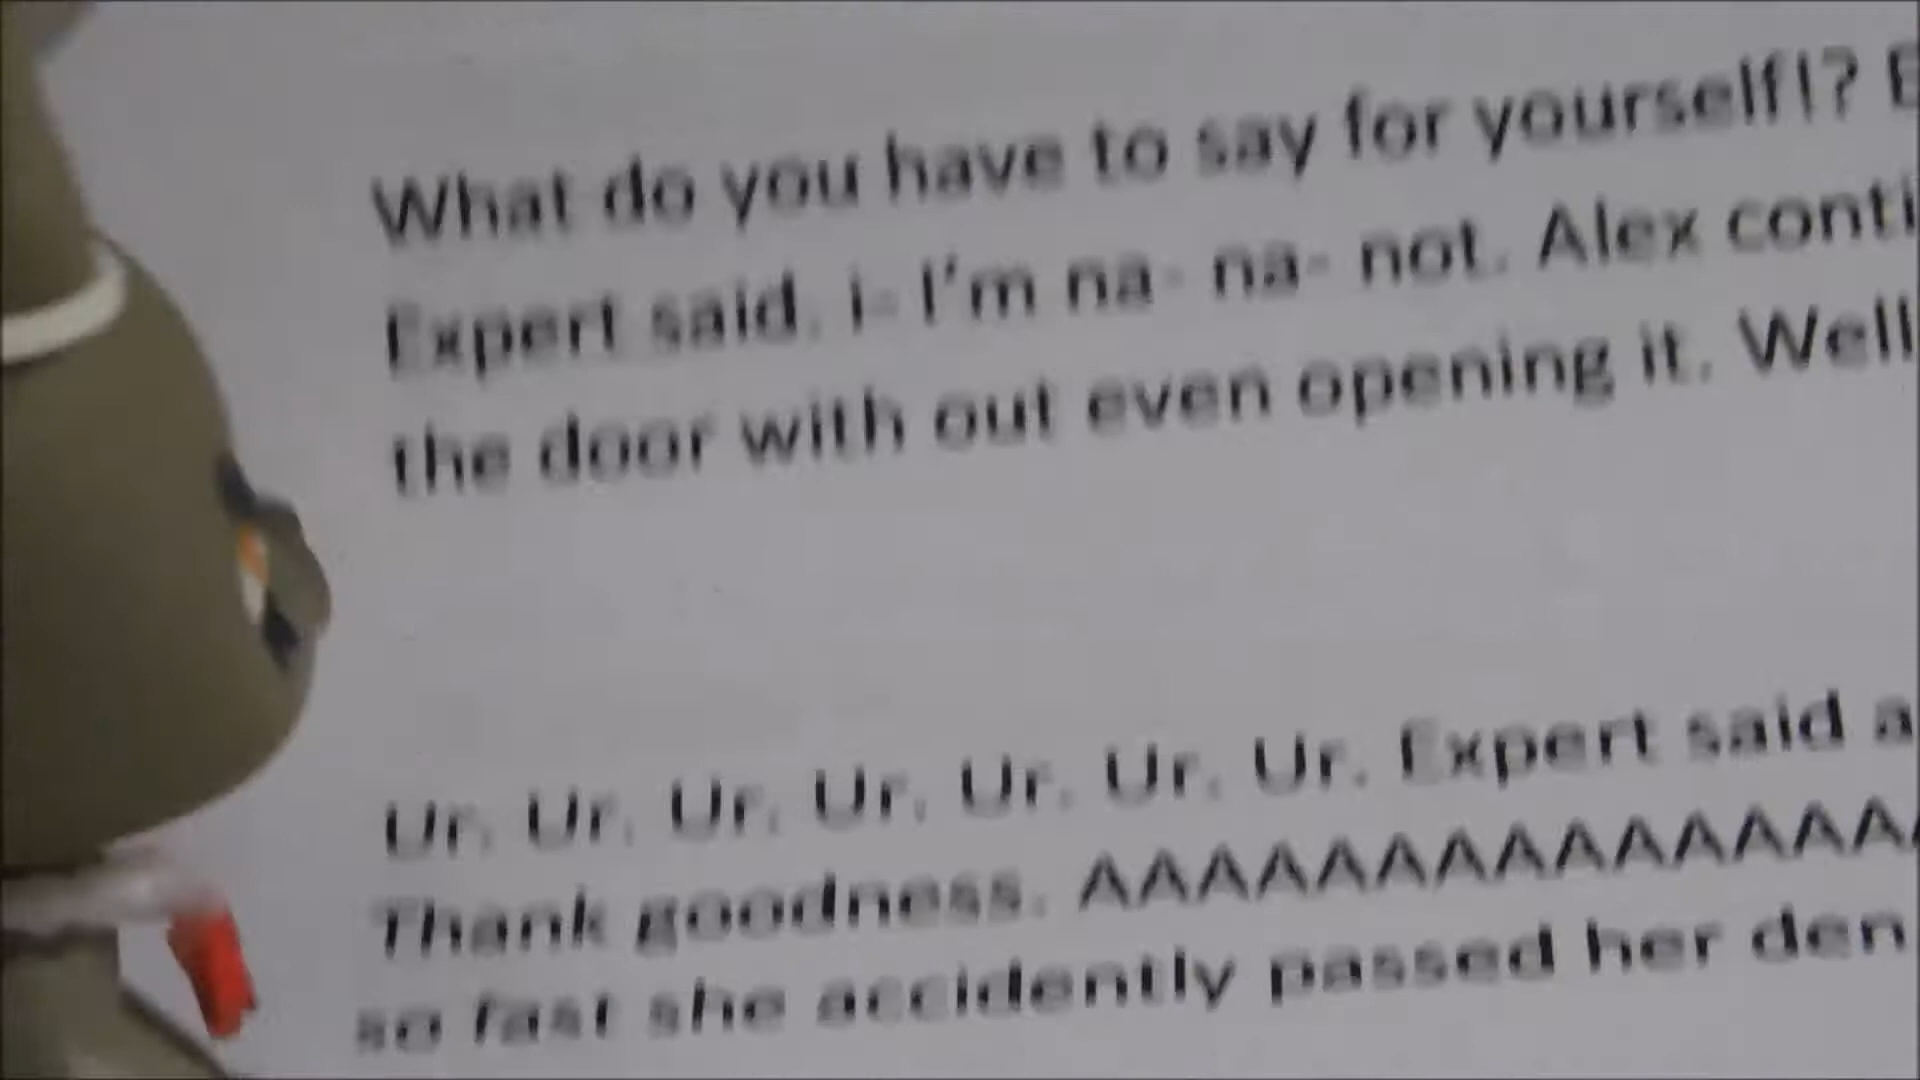 What do you have to say for yourself!? E
Expert said. i- I'm na- na- not. Alex conti
the door with out even opening it. Well
Ur. Ur. Ur. Ur. Ur. Ur. Ur. Expert said a
Thank goodness. AAAAAAAAAAAAAAA
so fast she accidently passed her den